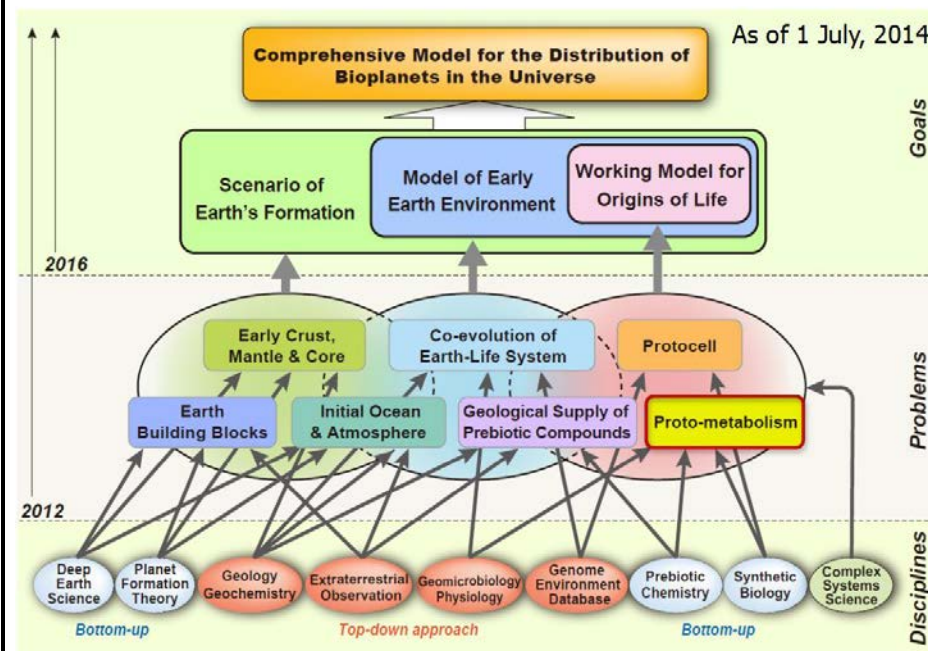 As of 1 July, 2014
Comprehensive Model for the Distribution of
Bioplanets in the Universe
Goals
Scenario of
Earth's Formation
Model of Early
Earth Environment
Working Model for
Origins of Life
2016
Early Crust,
Mantle & Core
Co-evolution of
Earth-Life System
Protocell
Problems
Earth
Building Blocks
Initial Ocean
& Atmosphere
Geological Supply of
Prebiotic Compounds
Proto-metabolism
2012
Disciplines
Deep
Earth
Science
Planet
Formation
Theory
Geology
Geochemistry
Extraterrestrial
Observation
Geomicrobiology
Physiology
Genome
Environment
Database
Prebiotic
Chemistry
Synthetic
Biology
Complex
Systems
Science
Bottom-up
Top-down approach
Bottom-up